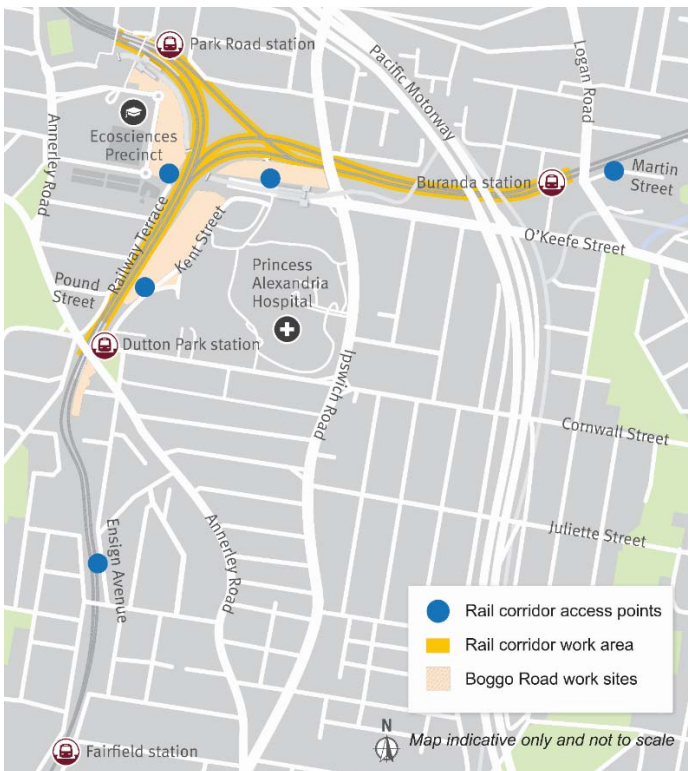 Park Road station
Pacific Motorway
Logan Road
Annerley Road
Ecosciences
Precinct
Buranda station
Martin
Street
O'Keefe Street
Railway Terrace
Kent Street
Princess
Alexandria
Hospital
Pound
Street
Dutton Park station
Ipswich Road
Cornwall Street
Juliette Street
Ensign Avenue
Annerley Road
Rail corridor access points
Rail corridor work area
Boggo Road work sites
N
Map indicative only and not to scale
Fairfield station